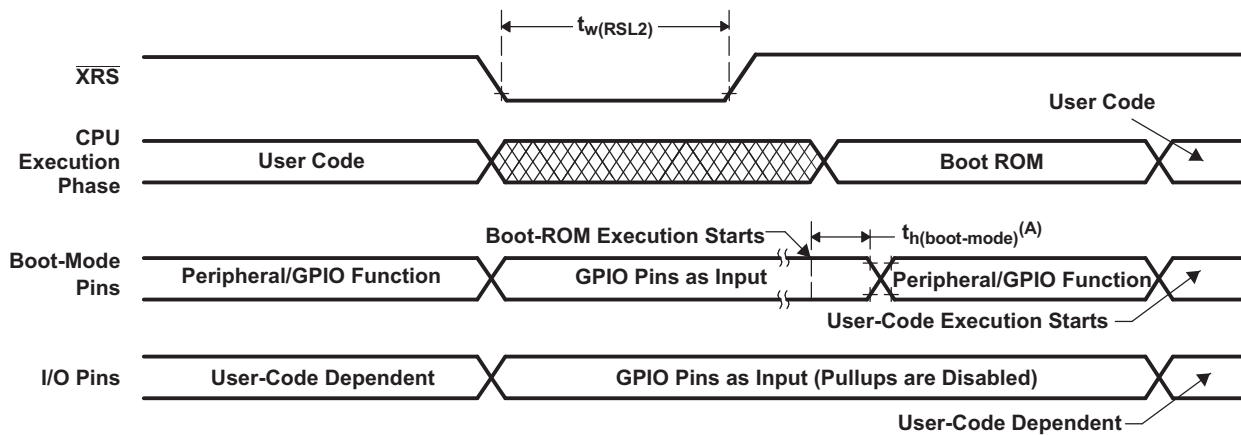 tw(RSL2)
XRS
User Code
CPU
Execution
Phase
User Code
Boot ROM
Boot-ROM Execution Starts
th(boot-mode)(A)
Boot-Mode
Pins
Peripheral/GPIO Function
GPIO Pins as Input
Peripheral/GPIO Function
User-Code Execution Starts
I/O Pins
User-Code Dependent
GPIO Pins as Input (Pullups are Disabled)
User-Code Dependent